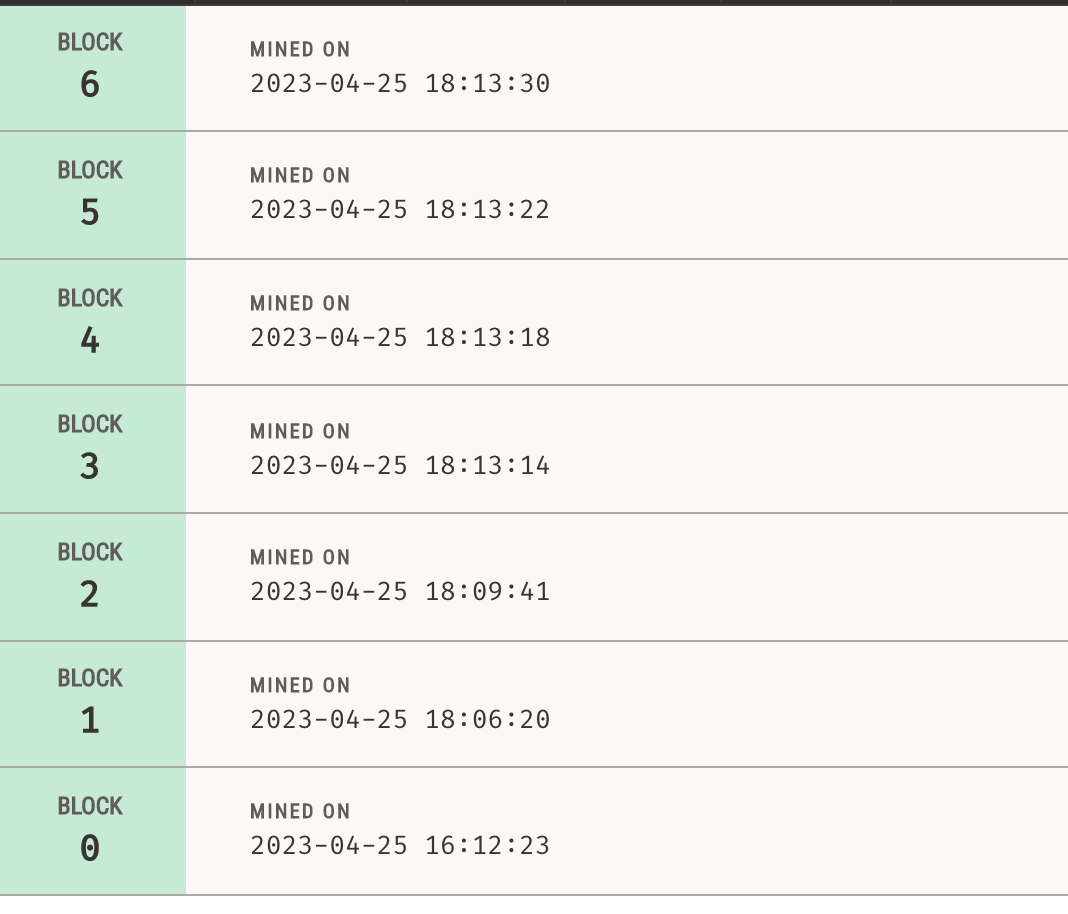 BLOCK
6
MINED ON
2023-04-25 18:13:30
BLOCK
5
MINED ON
2023-04-25 18:13:22
BLOCK
4
MINED ON
2023-04-25 18:13:18
BLOCK
3
MINED ON
2023-04-25 18:13:14
BLOCK
2
MINED ON
2023-04-25 18:09:41
BLOCK
1
MINED ON
2023-04-25 18:06:20
BLOCK
0
MINED ON
2023-04-25 16:12:23